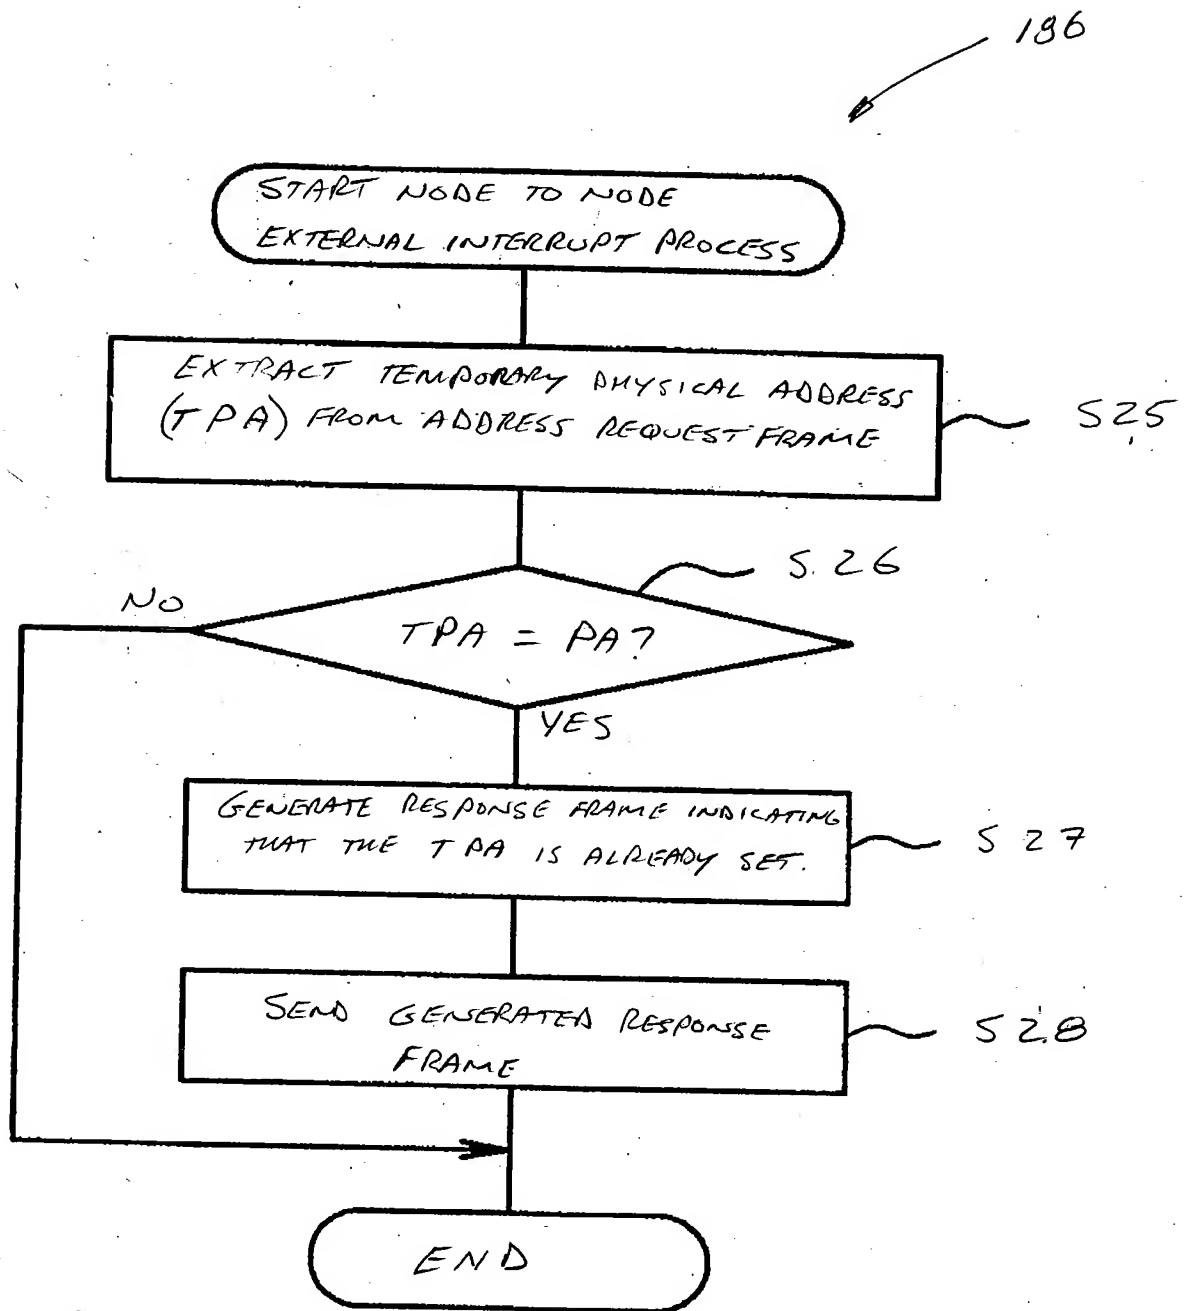 186
START NODE TO NODE
EXTERNAL INTERRUPT PROCESS
EXTRACT TEMPORARY PHYSICAL ADDRESS
(TPA) FROM ADDRESS REQUEST FRAME
S25
S26
NO
TPA = PA?
YES
GENERATE RESPONSE FRAME INDICATING
THAT THE TPA IS ALREADY SET.
S27
SEND GENERATED RESPONSE
FRAME
S28
END